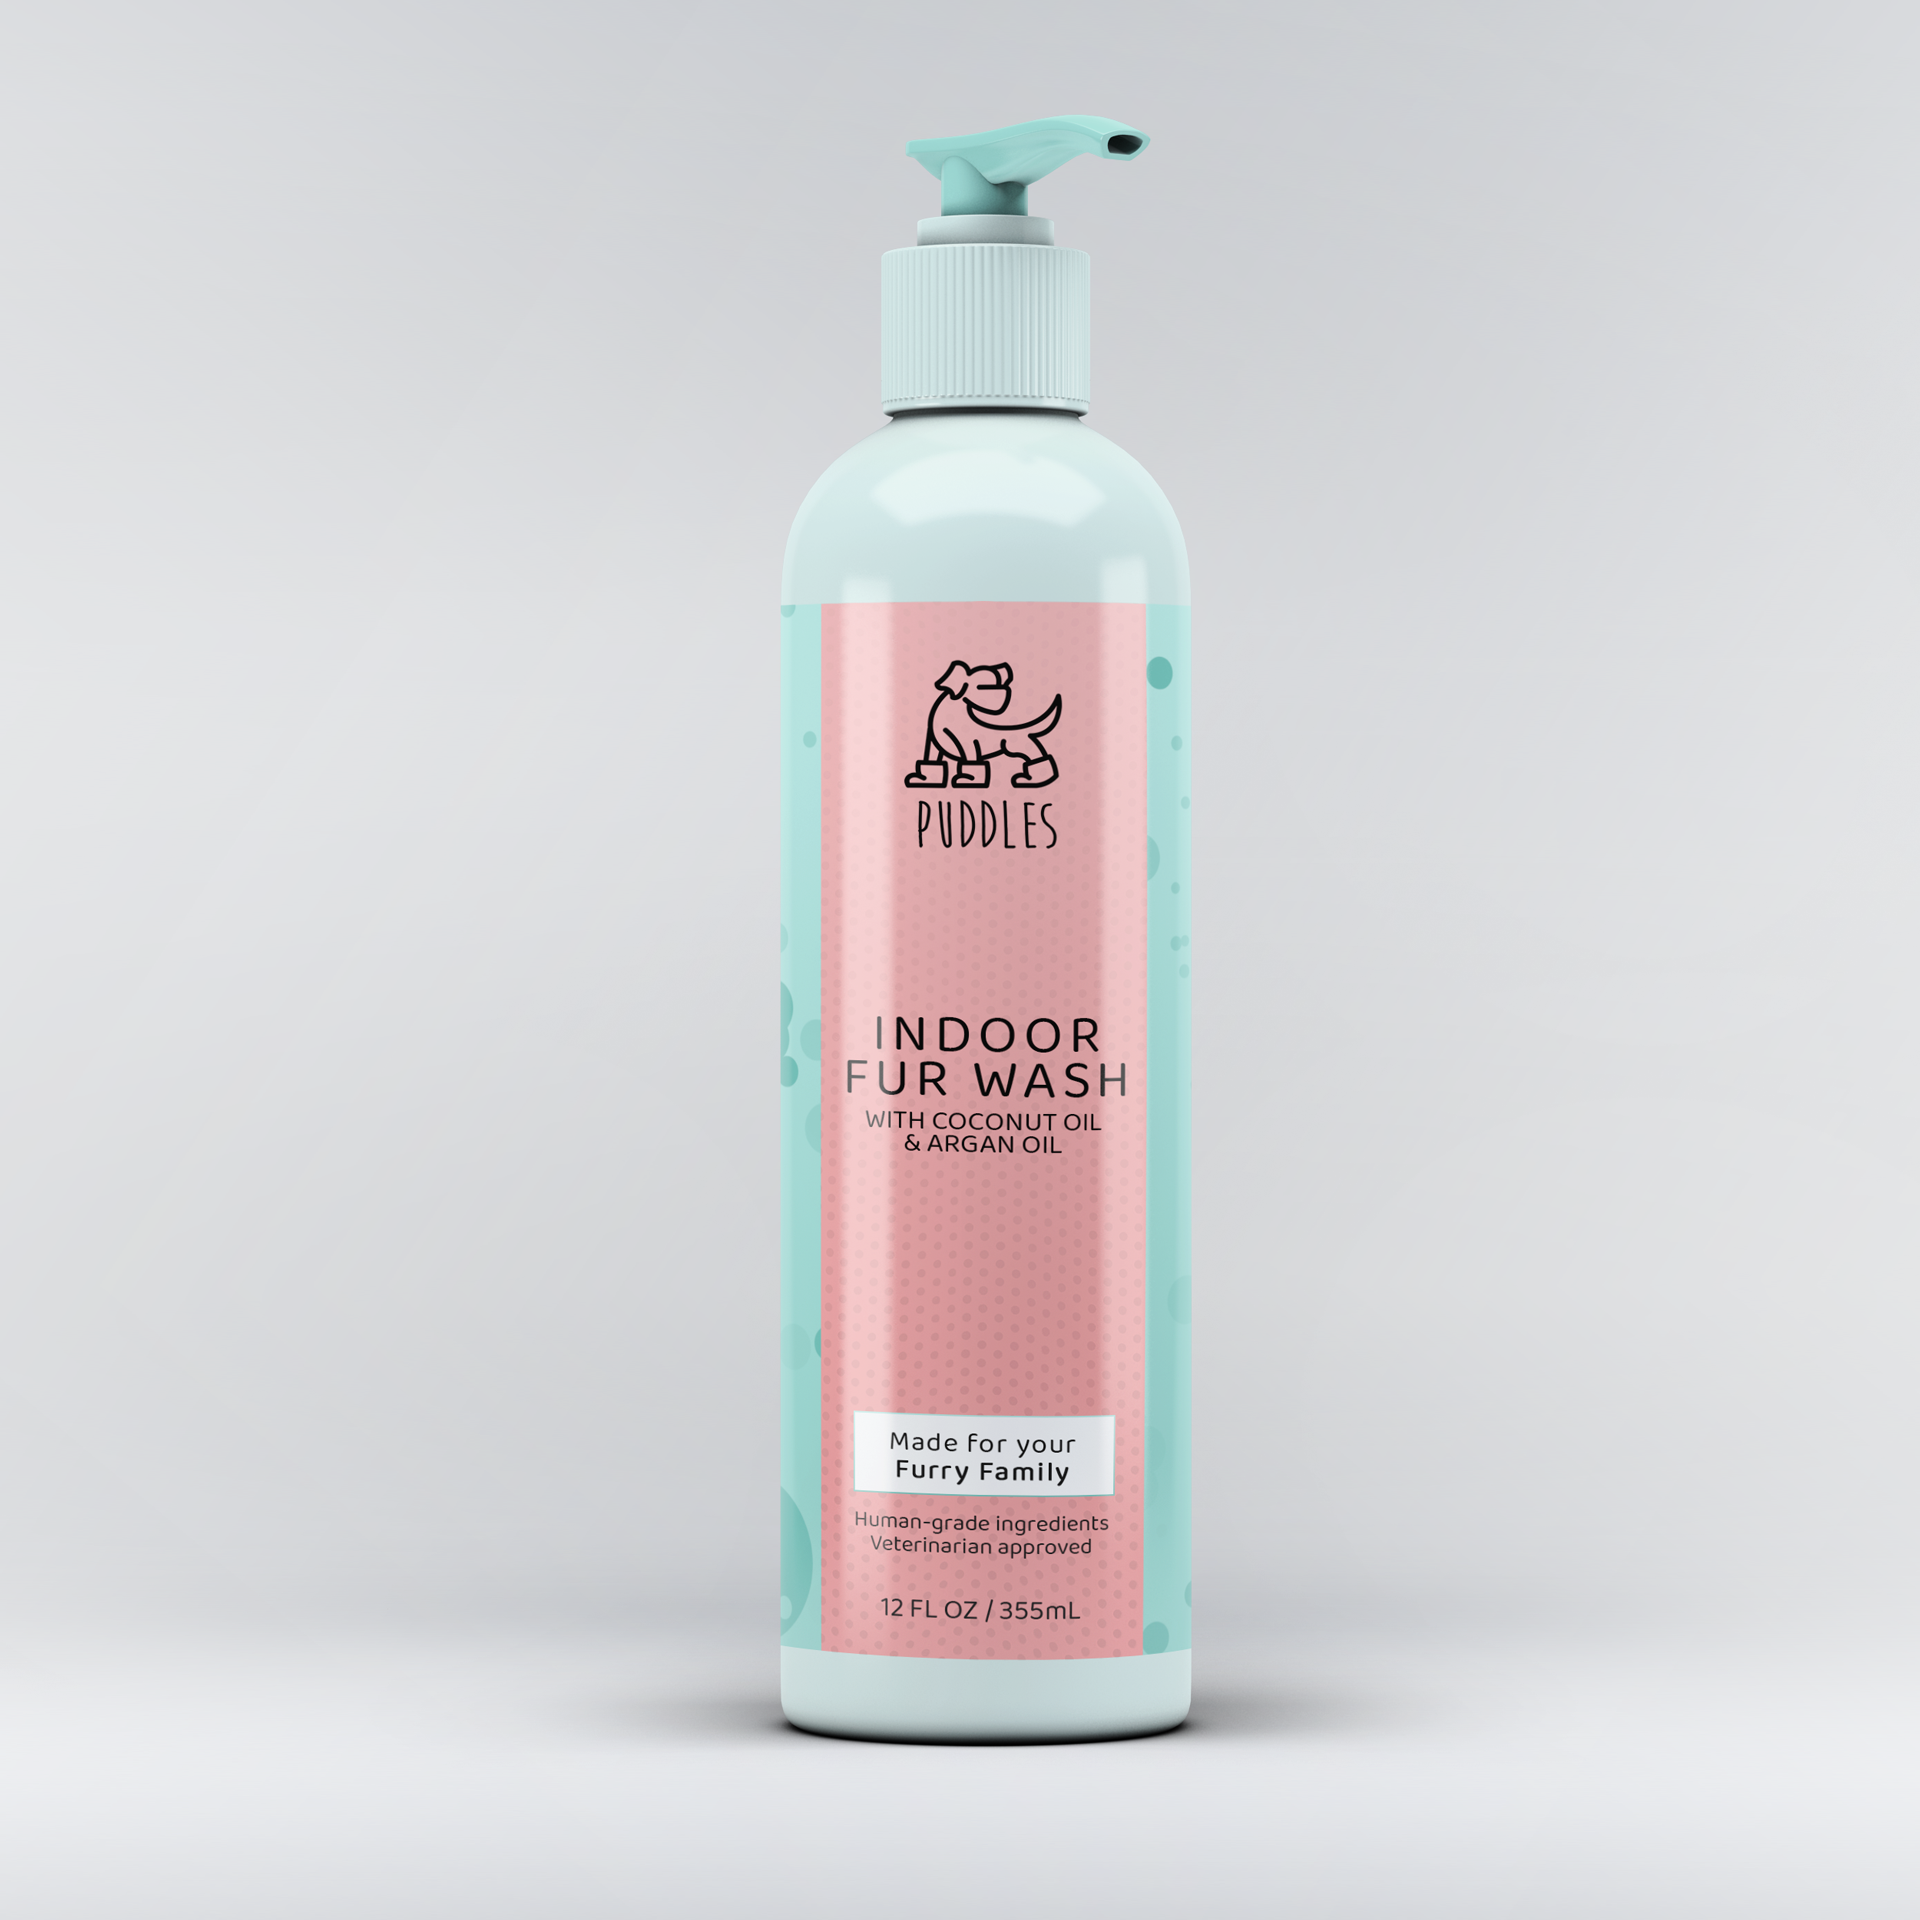 PUDDLES
INDOOR
FUR WASH
WITH COCONUT OIL
& ARGAN OIL
Made for your
Furry Family
Human-grade ingredients
Veterinarian approved
12 FL OZ / 355mL